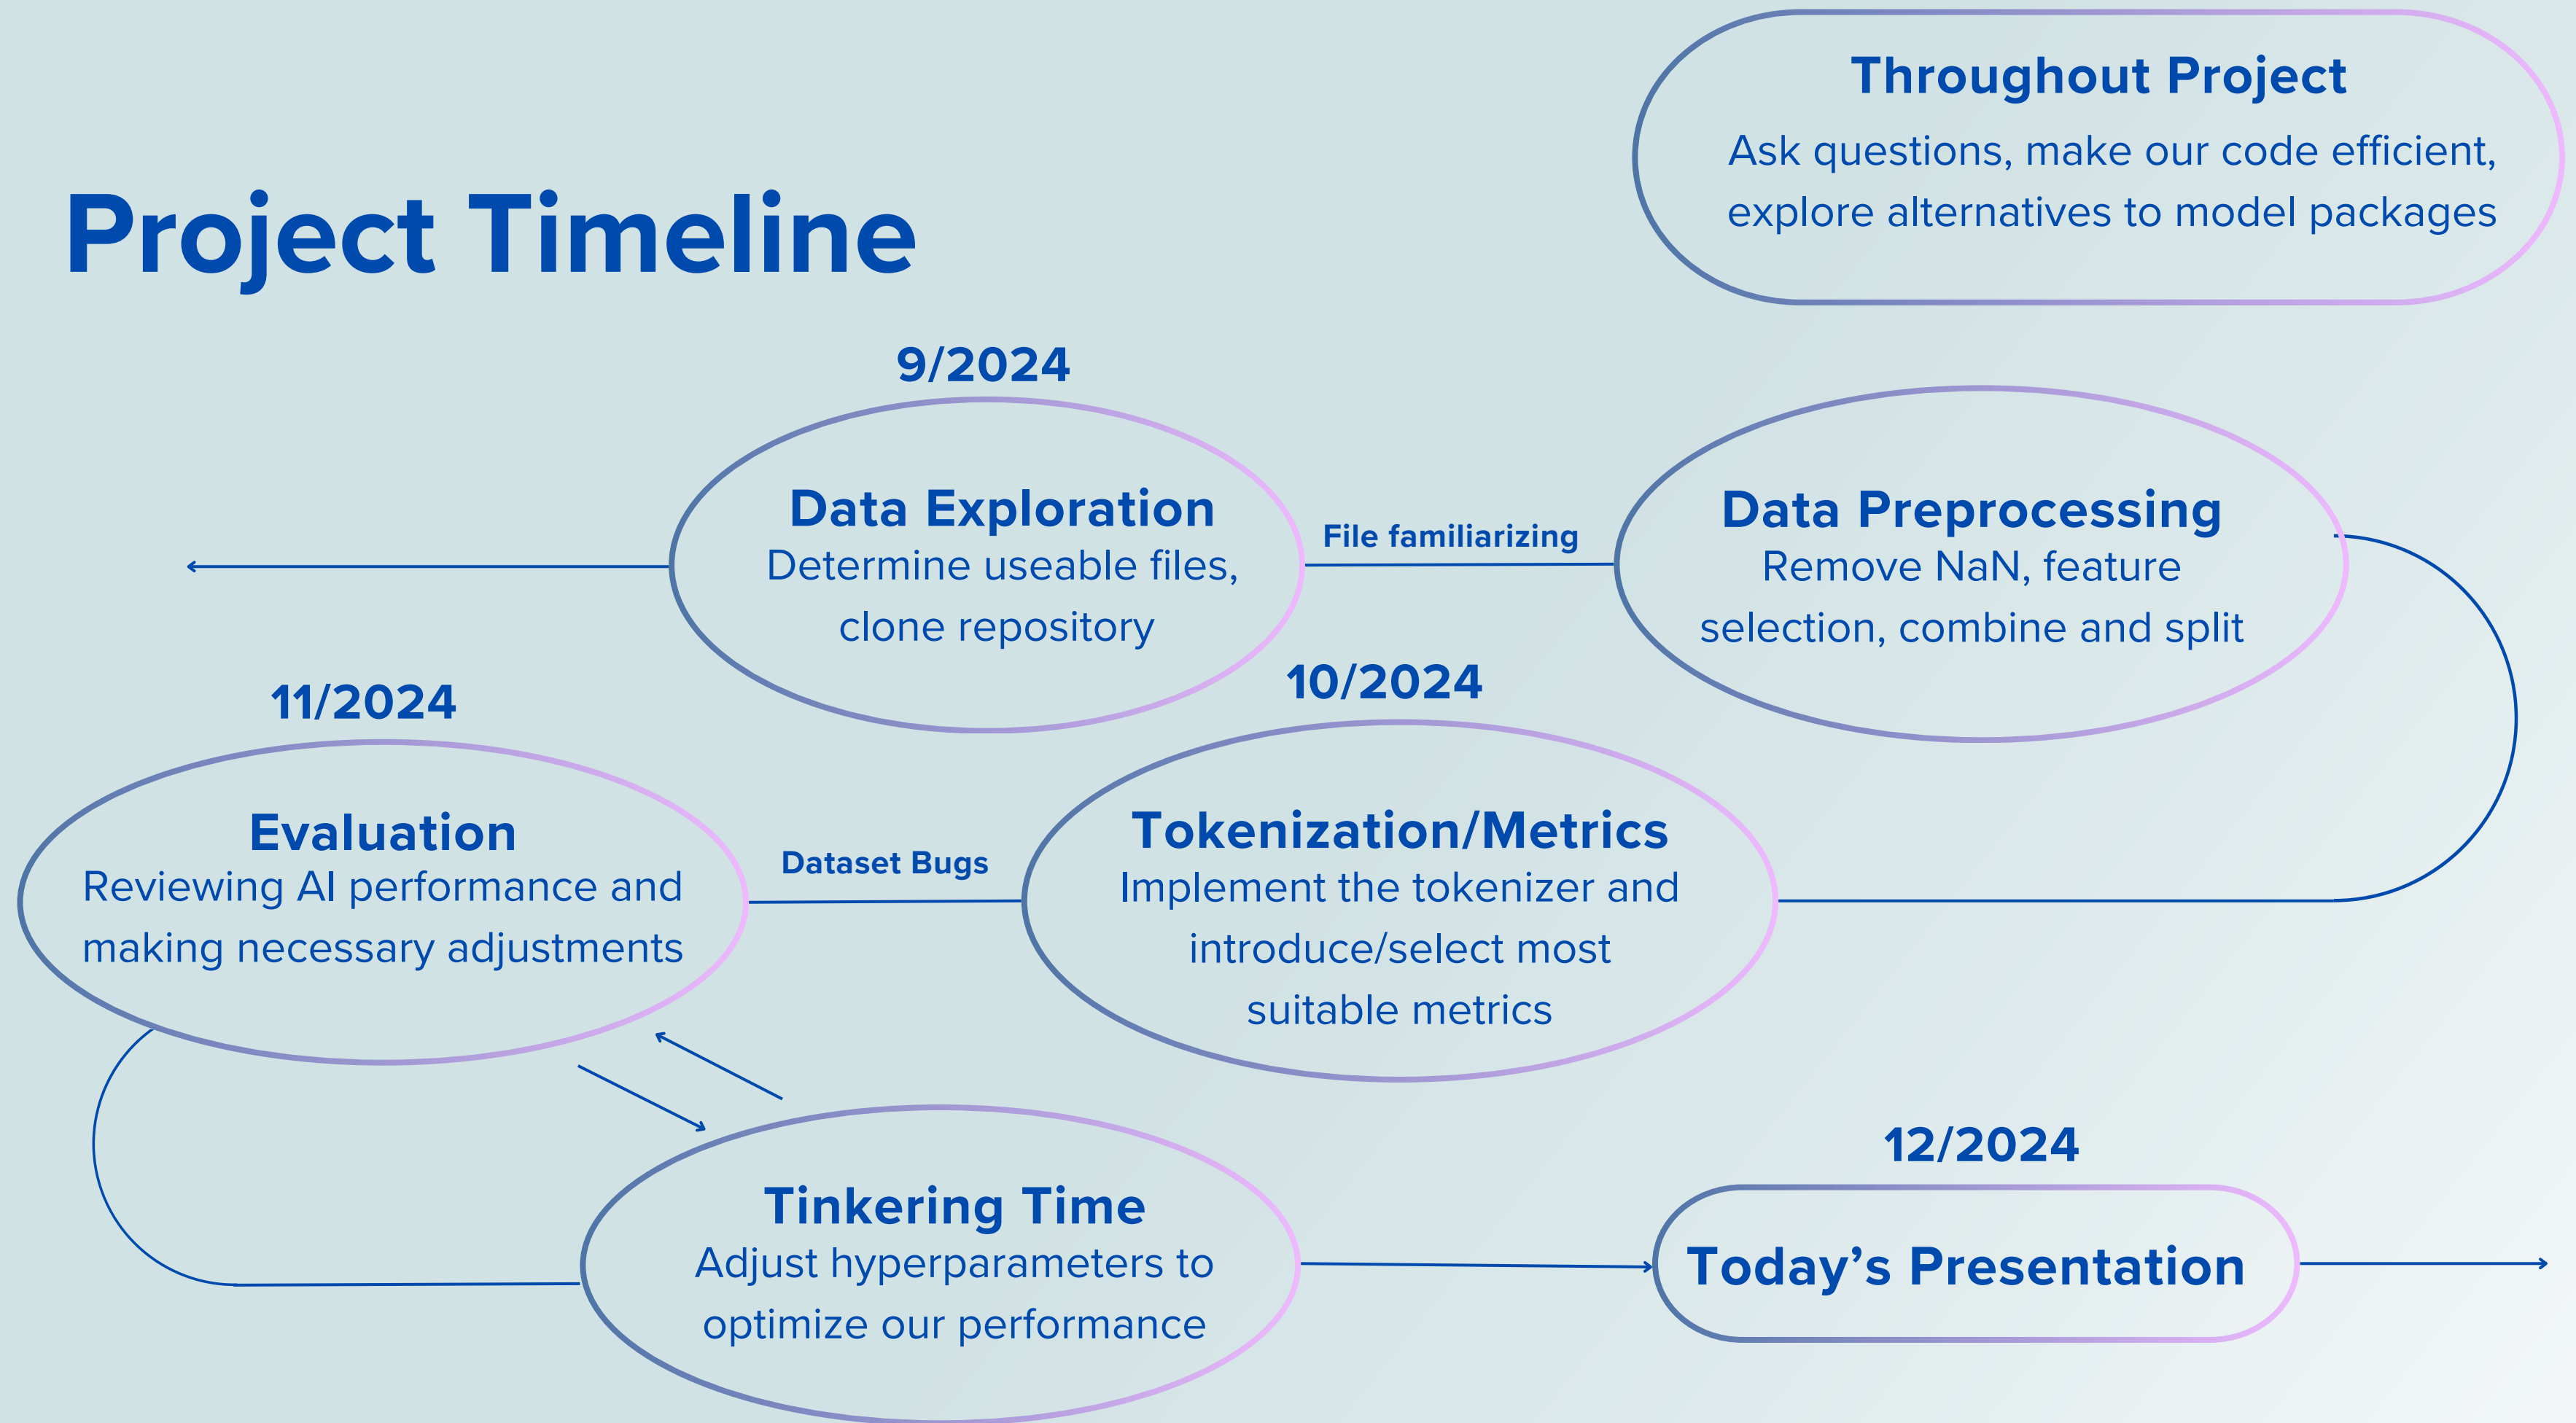 Project Timeline
Throughout Project
Ask questions, make our code efficient,
explore alternatives to model packages
9/2024
Data Exploration
Determine useable files,
clone repository
File familiarizing
Data Preprocessing
Remove NaN, feature
selection, combine and split
10/2024
Tokenization/Metrics
Implement the tokenizer and
introduce/select most
suitable metrics
Dataset Bugs
11/2024
Evaluation
Reviewing AI performance and
making necessary adjustments
Tinkering Time
Adjust hyperparameters to
optimize our performance
12/2024
Today’s Presentation